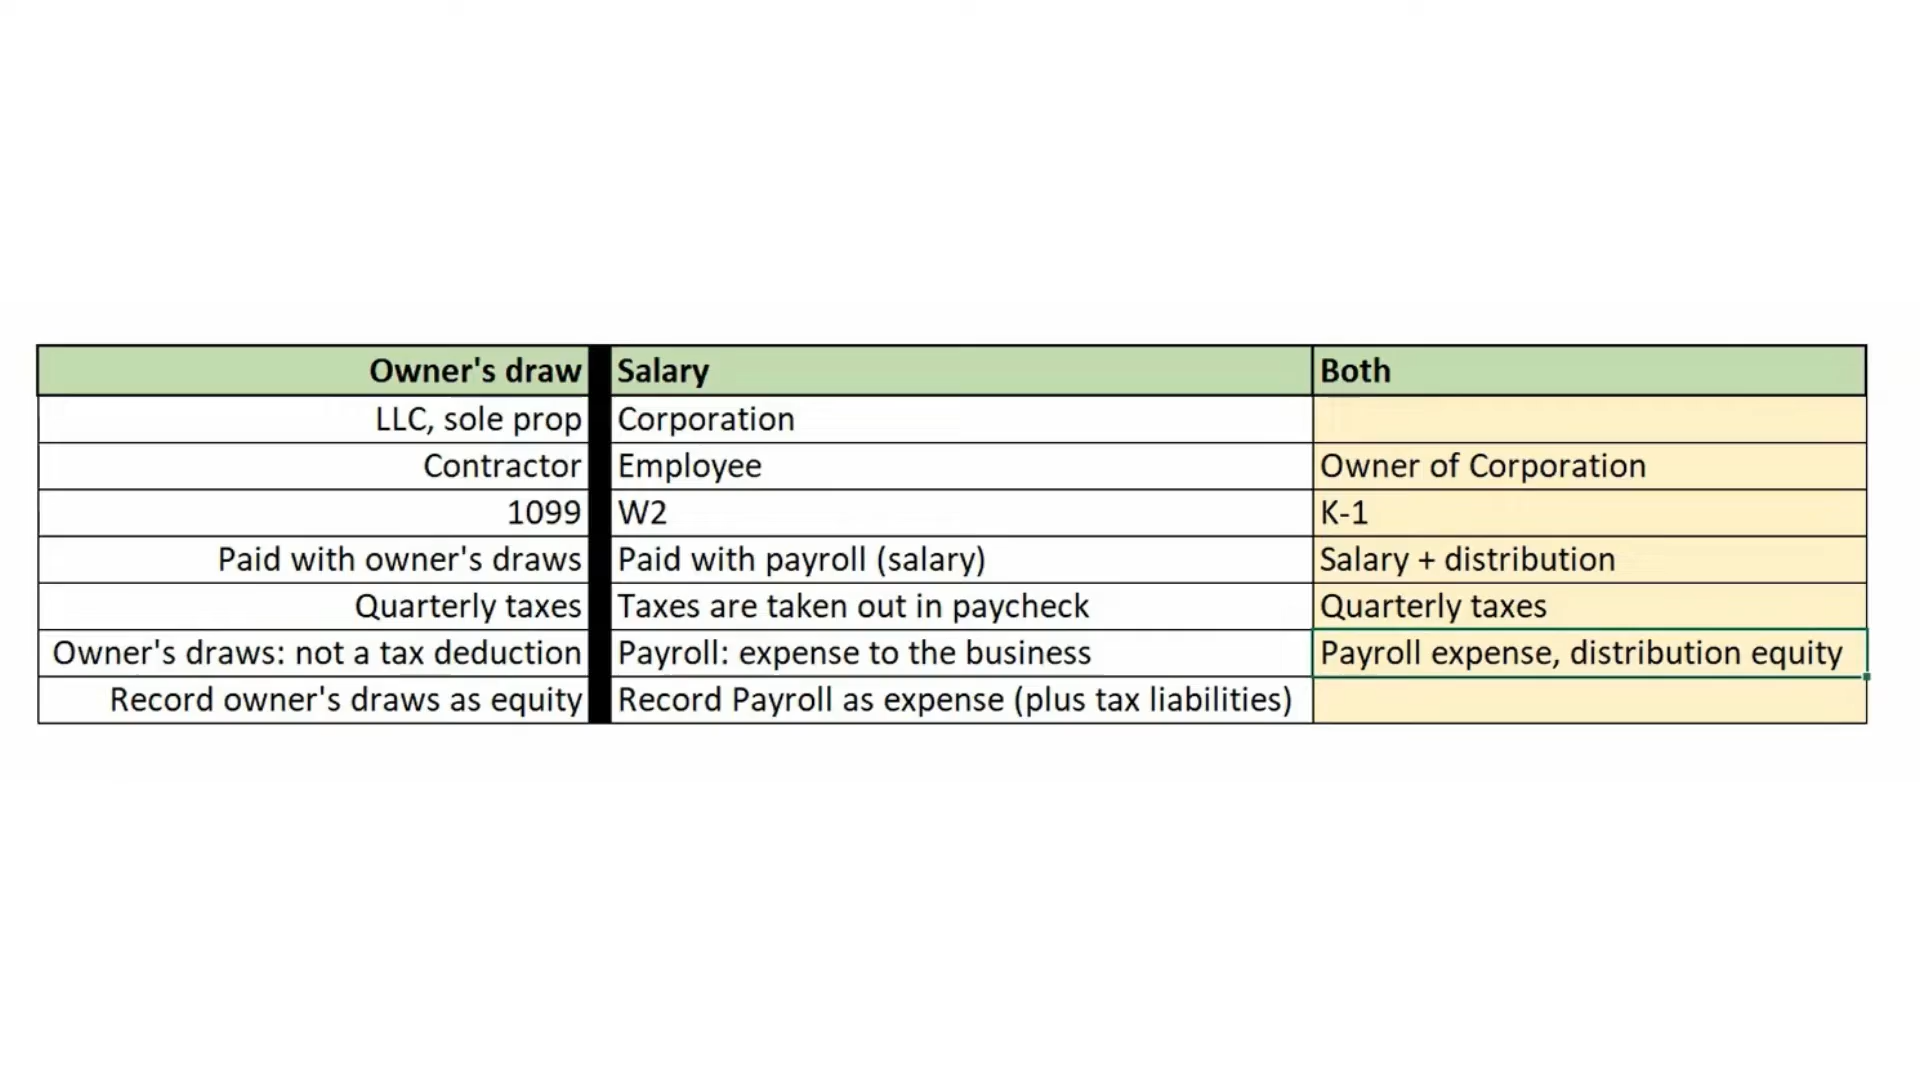 Owner's draw Salary Both
LLC, sole prop Corporation
Contractor Employee Owner of Corporation
1099 W2 K-1
Paid with owner's draws Paid with payroll (salary) Salary + distribution
Quarterly taxes Taxes are taken out in paycheck Quarterly taxes
Owner's draws: not a tax deduction Payroll: expense to the business Payroll expense, distribution equity
Record owner's draws as equity Record Payroll as expense (plus tax liabilities)